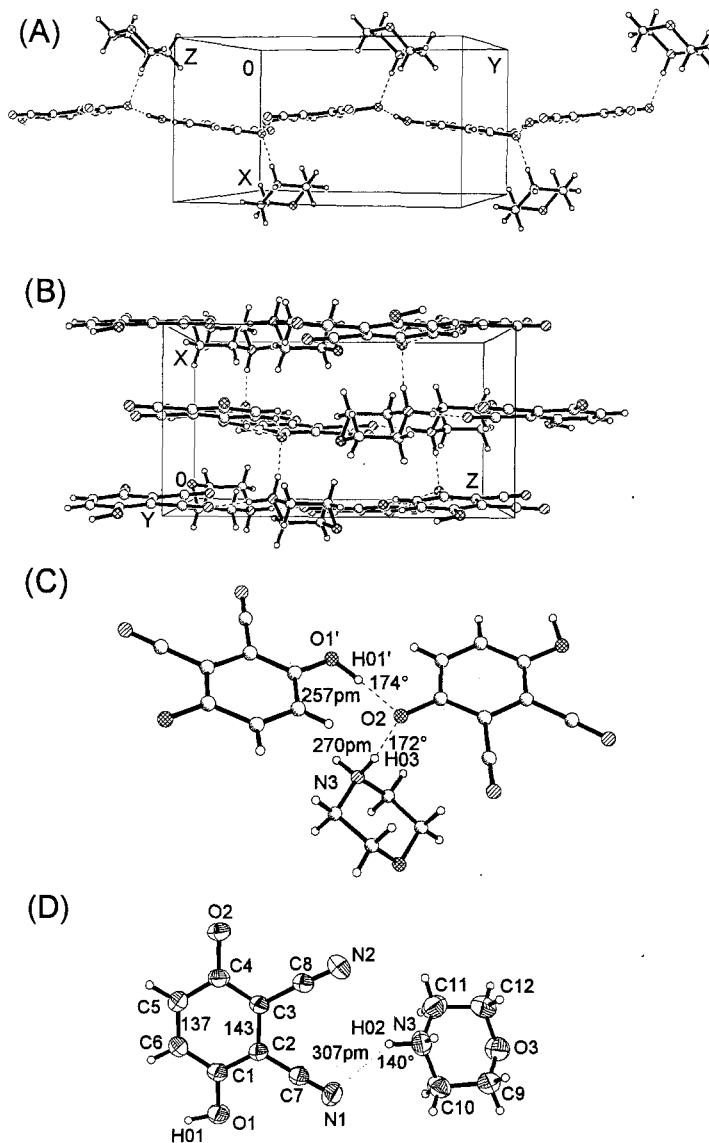 (A)
Z
0
Y
X
(B)
X
0
Z
Y
(C)
O1'
H01'
257pm
174°
O2
270pm
172°
H03
N3
(D)
O2
N2
C4
C8
C11
C12
C5
C3
H02
N3
137
143
O3
C6
C2
307pm
140°
C1
C7
C10
C9
O1
N1
H01